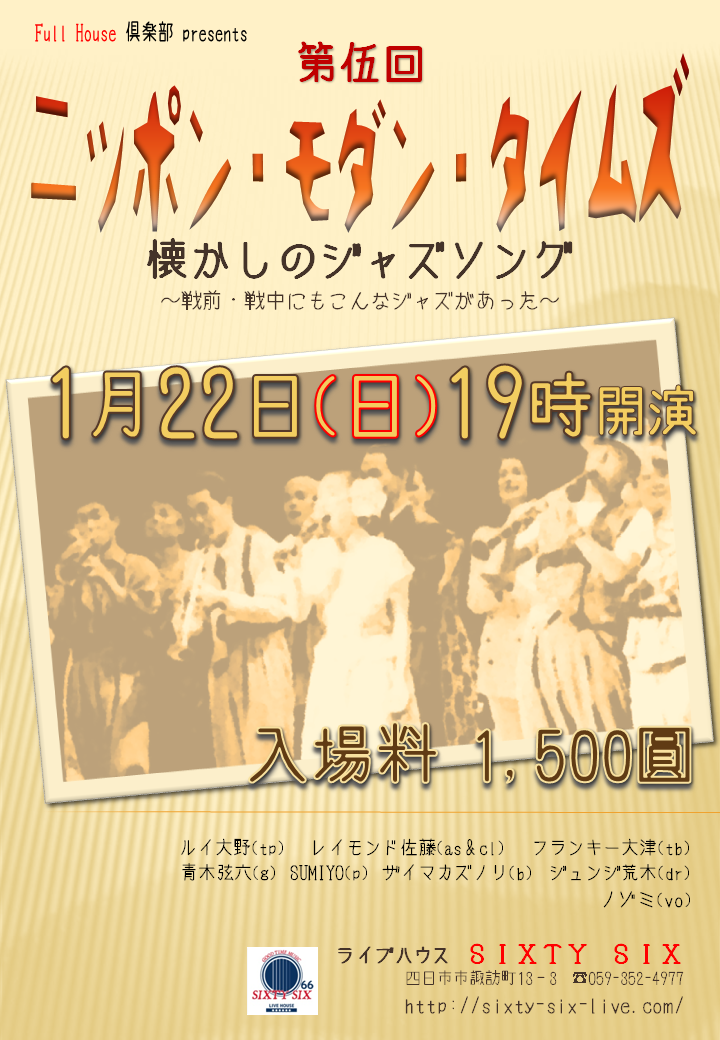 Full House 倶楽部 presents
第伍回
ニッポン・モダン・タイムズ
懐かしのジャズソング
～戦前・戦中にもこんなジャズがあった～
1月22日(日)19時開演
入場料 1,500圓
ルイ大野(tp) レイモンド佐藤(as&cl) フランキー大津(tb)
青木弦六(g) SUMIYO(p) ザイマカズノリ(b) ジュンジ荒木(dr)
ノゾミ(vo)
GOOD TIME MUSIC
66
SIXTY SIX
LIVE HOUSE
ライブハウス SIXTY SIX
四日市市諏訪町13-3 ☎059-352-4977
http://sixty-six-live.com/